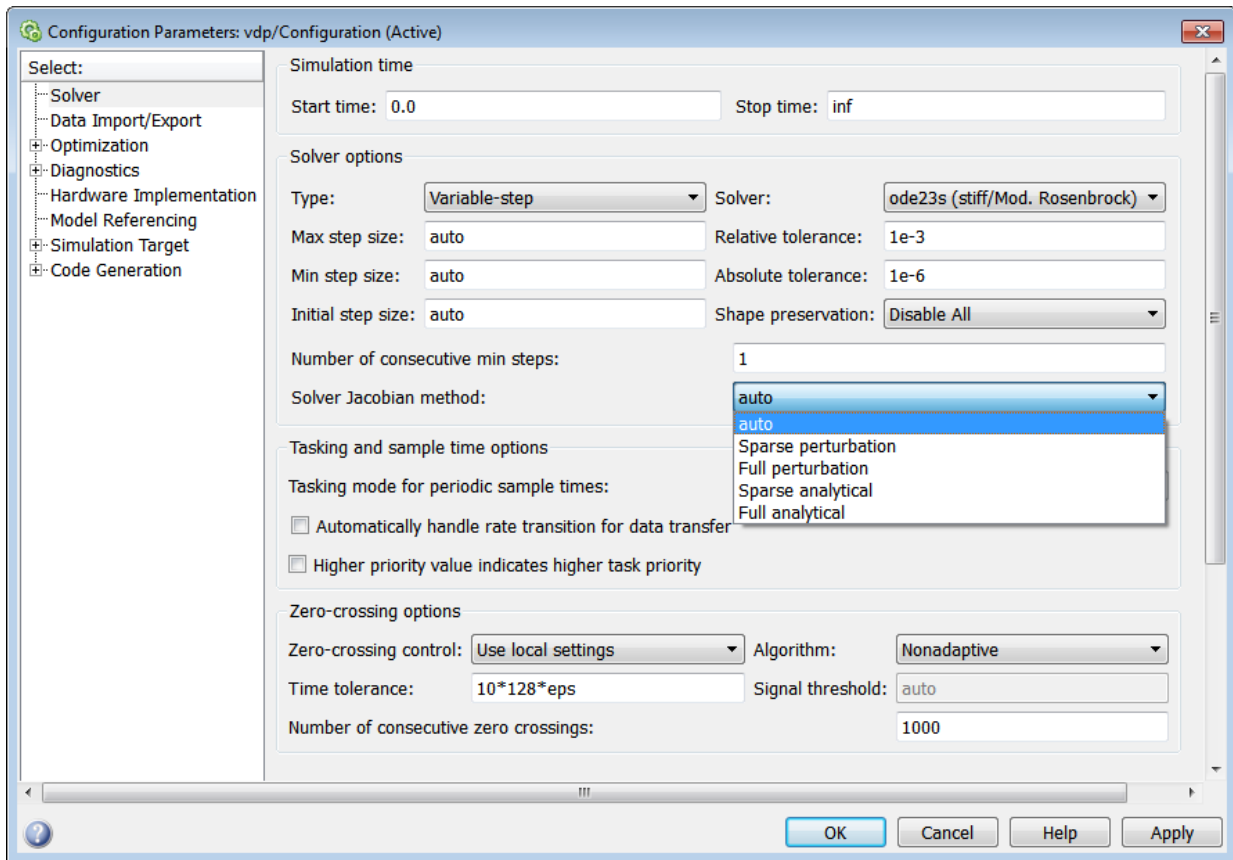 Configuration Parameters: vdp/Configuration (Active)
Select:
Solver
Data Import/Export
Optimization
Diagnostics
Hardware Implementation
Model Referencing
Simulation Target
Code Generation
Simulation time
Start time: 0.0 Stop time: inf
Solver options
Type: Variable-step Solver: ode23s (stiff/Mod. Rosenbrock)
Max step size: auto Relative tolerance: 1e-3
Min step size: auto Absolute tolerance: 1e-6
Initial step size: auto Shape preservation: Disable All
Number of consecutive min steps: 1
Solver Jacobian method: auto
auto
Sparse perturbation
Full perturbation
Sparse analytical
Full analytical
Tasking and sample time options
Tasking mode for periodic sample times:
Automatically handle rate transition for data transfer
Higher priority value indicates higher task priority
Zero-crossing options
Zero-crossing control: Use local settings Algorithm: Nonadaptive
Time tolerance: 10*128*eps Signal threshold: auto
Number of consecutive zero crossings: 1000
OK Cancel Help Apply